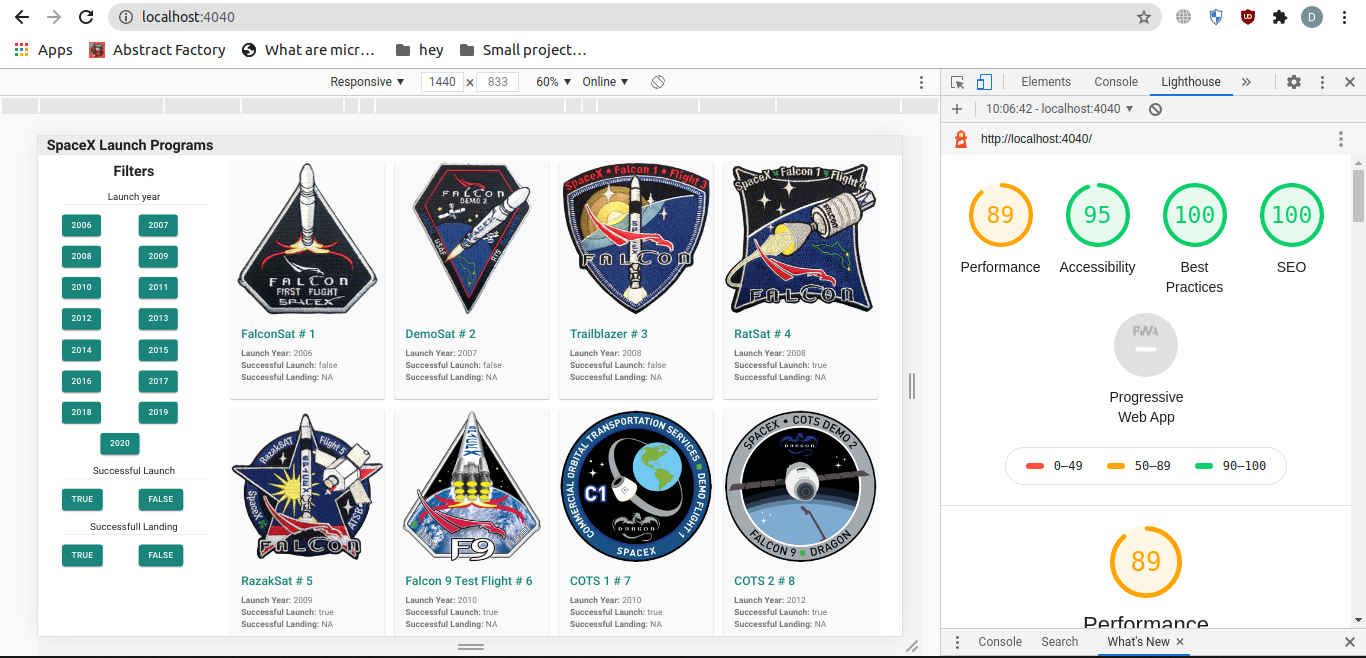 localhost:4040
D
Apps
Abstract Factory
What are micr…
hey
Small project…
Responsive
1440 × 833
60%
Online
Elements
Console
Lighthouse
10:06:42 - localhost:4040
http://localhost:4040/
SpaceX Launch Programs
Filters
Launch year
2006 2007
2008 2009
2010 2011
2012 2013
2014 2015
2016 2017
2018 2019
2020
Successful Launch
TRUE FALSE
Successfull Landing
TRUE FALSE
FALCON
FIRST FLIGHT
SPACEX
FalconSat # 1
Launch Year: 2006
Successful Launch: false
Successful Landing: NA
FALCON
DEMO 2
USAF
DemoSat # 2
Launch Year: 2007
Successful Launch: false
Successful Landing: NA
SpaceX • Falcon 1 • Flight 3
SPACEX
FALCON
Trailblazer # 3
Launch Year: 2008
Successful Launch: false
Successful Landing: NA
SpaceX Falcon 1 Flight 4
FALCON
RatSat # 4
Launch Year: 2008
Successful Launch: true
Successful Landing: NA
RazakSAT
Flight 5
SpaceX
ATSB
FALCON
RazakSat # 5
Launch Year: 2009
Successful Launch: true
Successful Landing: NA
SPACEX
F9
Falcon 9 Test Flight # 6
Launch Year: 2010
Successful Launch: true
Successful Landing: NA
COMMERCIAL ORBITAL TRANSPORTATION SERVICES
DEMO FLIGHT 1
C1
DRAGON
SPACEX
COTS 1 # 7
Launch Year: 2010
Successful Launch: true
Successful Landing: NA
SPACEX • COTS DEMO 2
DRAGON
FALCON 9 DRAGON
COTS 2 # 8
Launch Year: 2012
Successful Launch: true
Successful Landing: NA
89
Performance
95
Accessibility
100
Best
Practices
100
SEO
PWA
Progressive
Web App
0–49
50–89
90–100
89
Performance
Console
Search
What's New